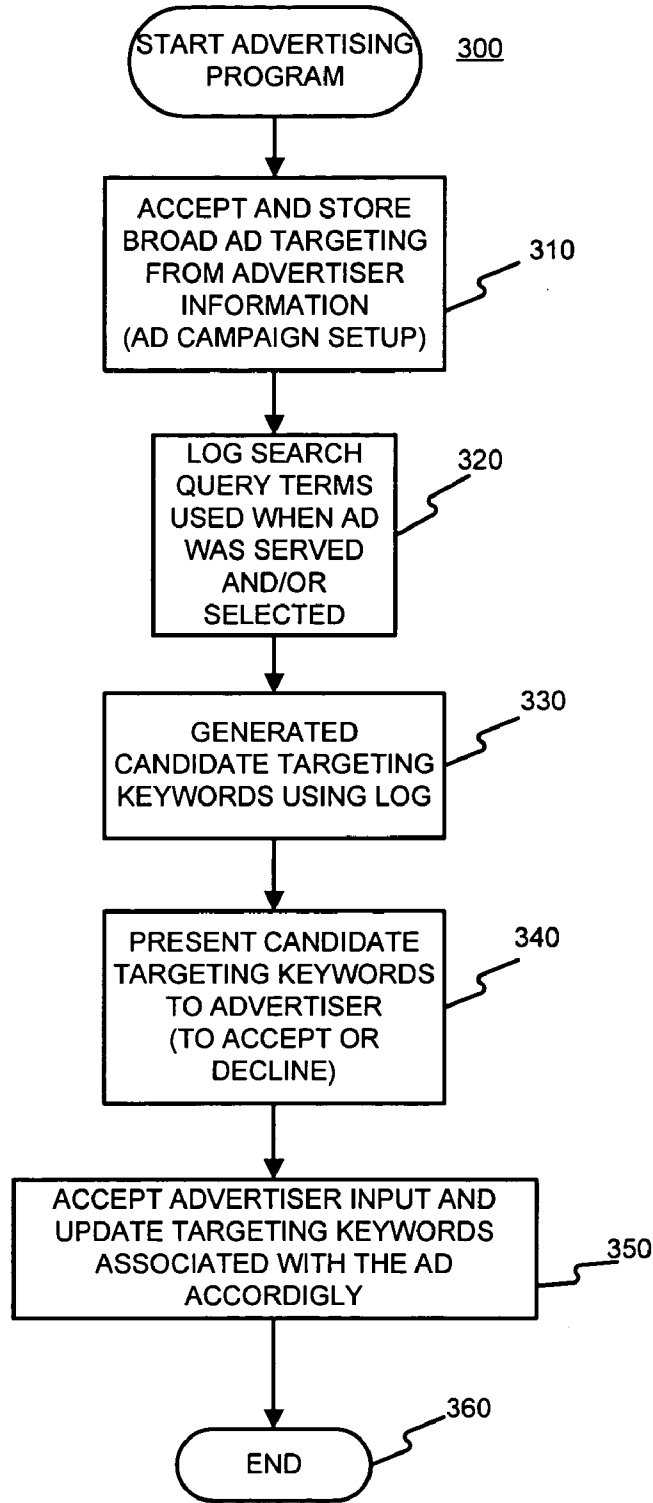 START ADVERTISING
PROGRAM
300
ACCEPT AND STORE
BROAD AD TARGETING
FROM ADVERTISER
INFORMATION
(AD CAMPAIGN SETUP)
310
LOG SEARCH
QUERY TERMS
USED WHEN AD
WAS SERVED
AND/OR
SELECTED
320
GENERATED
CANDIDATE TARGETING
KEYWORDS USING LOG
330
PRESENT CANDIDATE
TARGETING KEYWORDS
TO ADVERTISER
(TO ACCEPT OR
DECLINE)
340
ACCEPT ADVERTISER INPUT AND
UPDATE TARGETING KEYWORDS
ASSOCIATED WITH THE AD
ACCORDIGLY
350
END
360